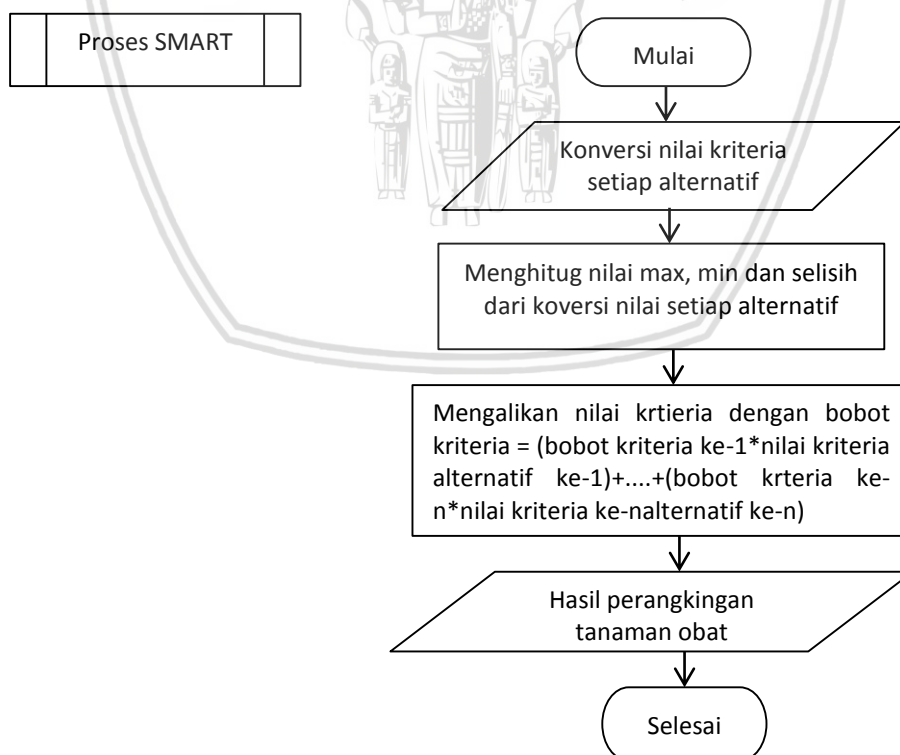 Proses SMART
Mulai
Konversi nilai kriteria
setiap alternatif
Menghitug nilai max, min dan selisih
dari koversi nilai setiap alternatif
Mengalikan nilai krtieria dengan bobot
kriteria = (bobot kriteria ke-1*nilai kriteria
alternatif ke-1)+....+(bobot krteria ke-
n*nilai kriteria ke-nalternatif ke-n)
Hasil perangkingan
tanaman obat
Selesai